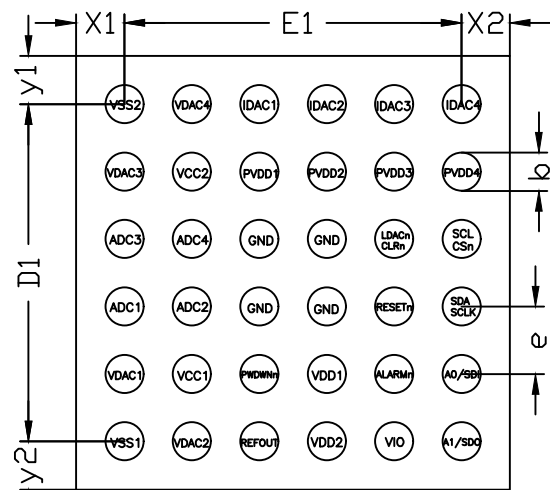 X1 E1 X2
y1
VSS2 VDAC4 IDAC1 IDAC2 IDAC3 IDAC4
VDAC3 VCC2 PVDD1 PVDD2 PVDD3 PVDD4
b
ADC3 ADC4 GND GND LDACn SCL
CLRn CSn
D1
ADC1 ADC2 GND GND RESETn SDA
SCLK
e
VDAC1 VCC1 PWDWNn VDD1 ALARMn A0/SDI
VSS1 VDAC2 REFOUT VDD2 VIO A1/SDO
y2